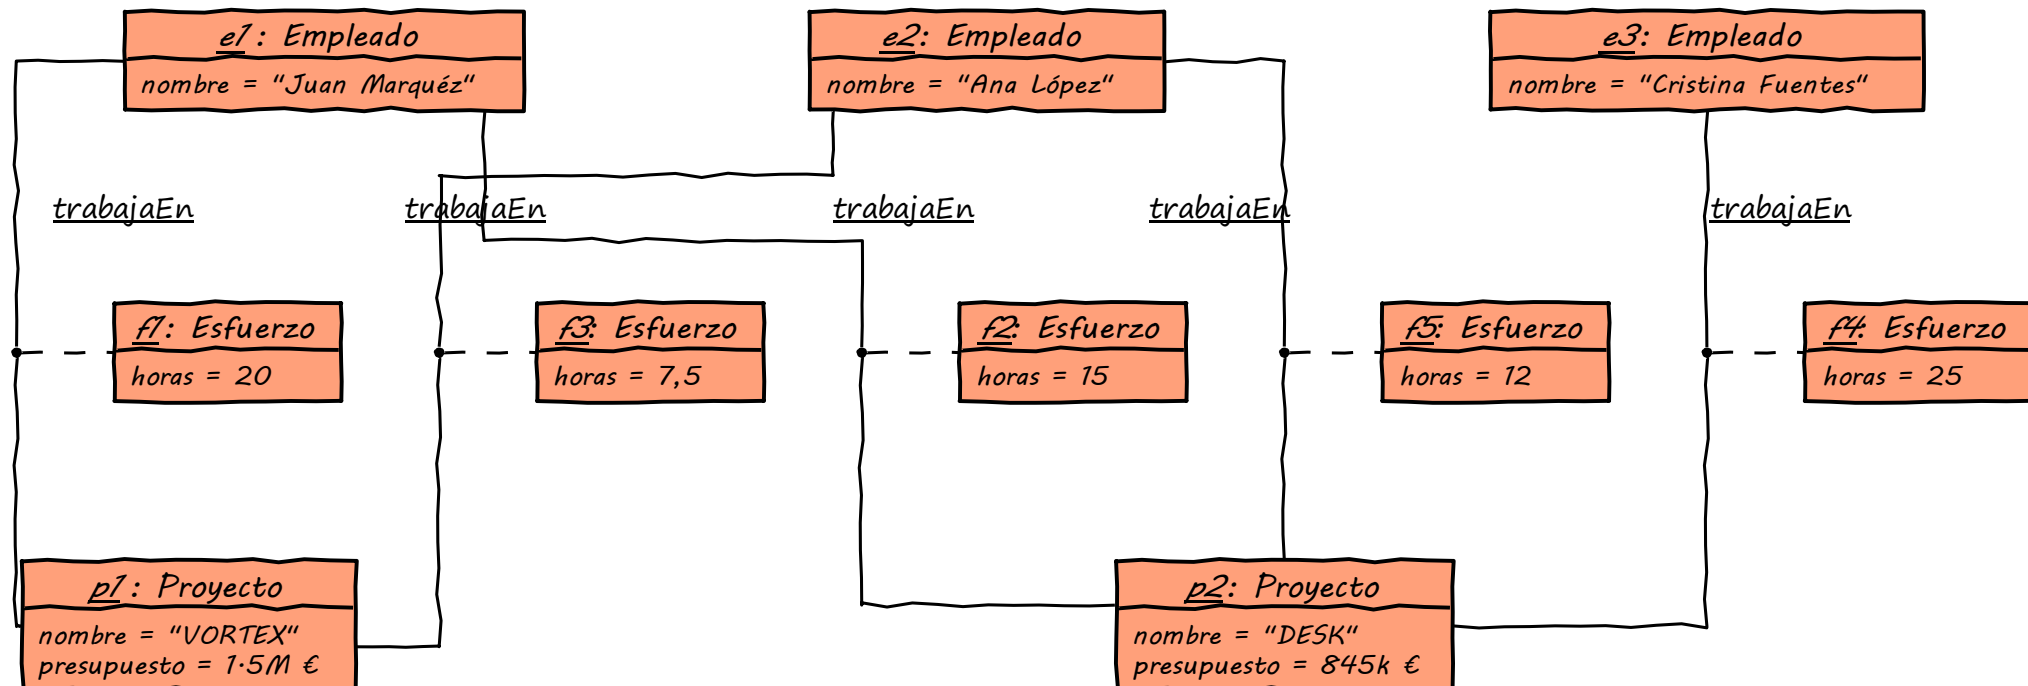 e1: Empleado
nombre = "Juan Marquéz"
e2: Empleado
nombre = "Ana López"
e3: Empleado
nombre = "Cristina Fuentes"
trabajaEn
trabajaEn
trabajaEn
trabajaEn
trabajaEn
f1: Esfuerzo
horas = 20
f3: Esfuerzo
horas = 7,5
f2: Esfuerzo
horas = 15
f5: Esfuerzo
horas = 12
f4: Esfuerzo
horas = 25
p1: Proyecto
nombre = "VORTEX"
presupuesto = 1.5M €
p2: Proyecto
nombre = "DESK"
presupuesto = 845k €